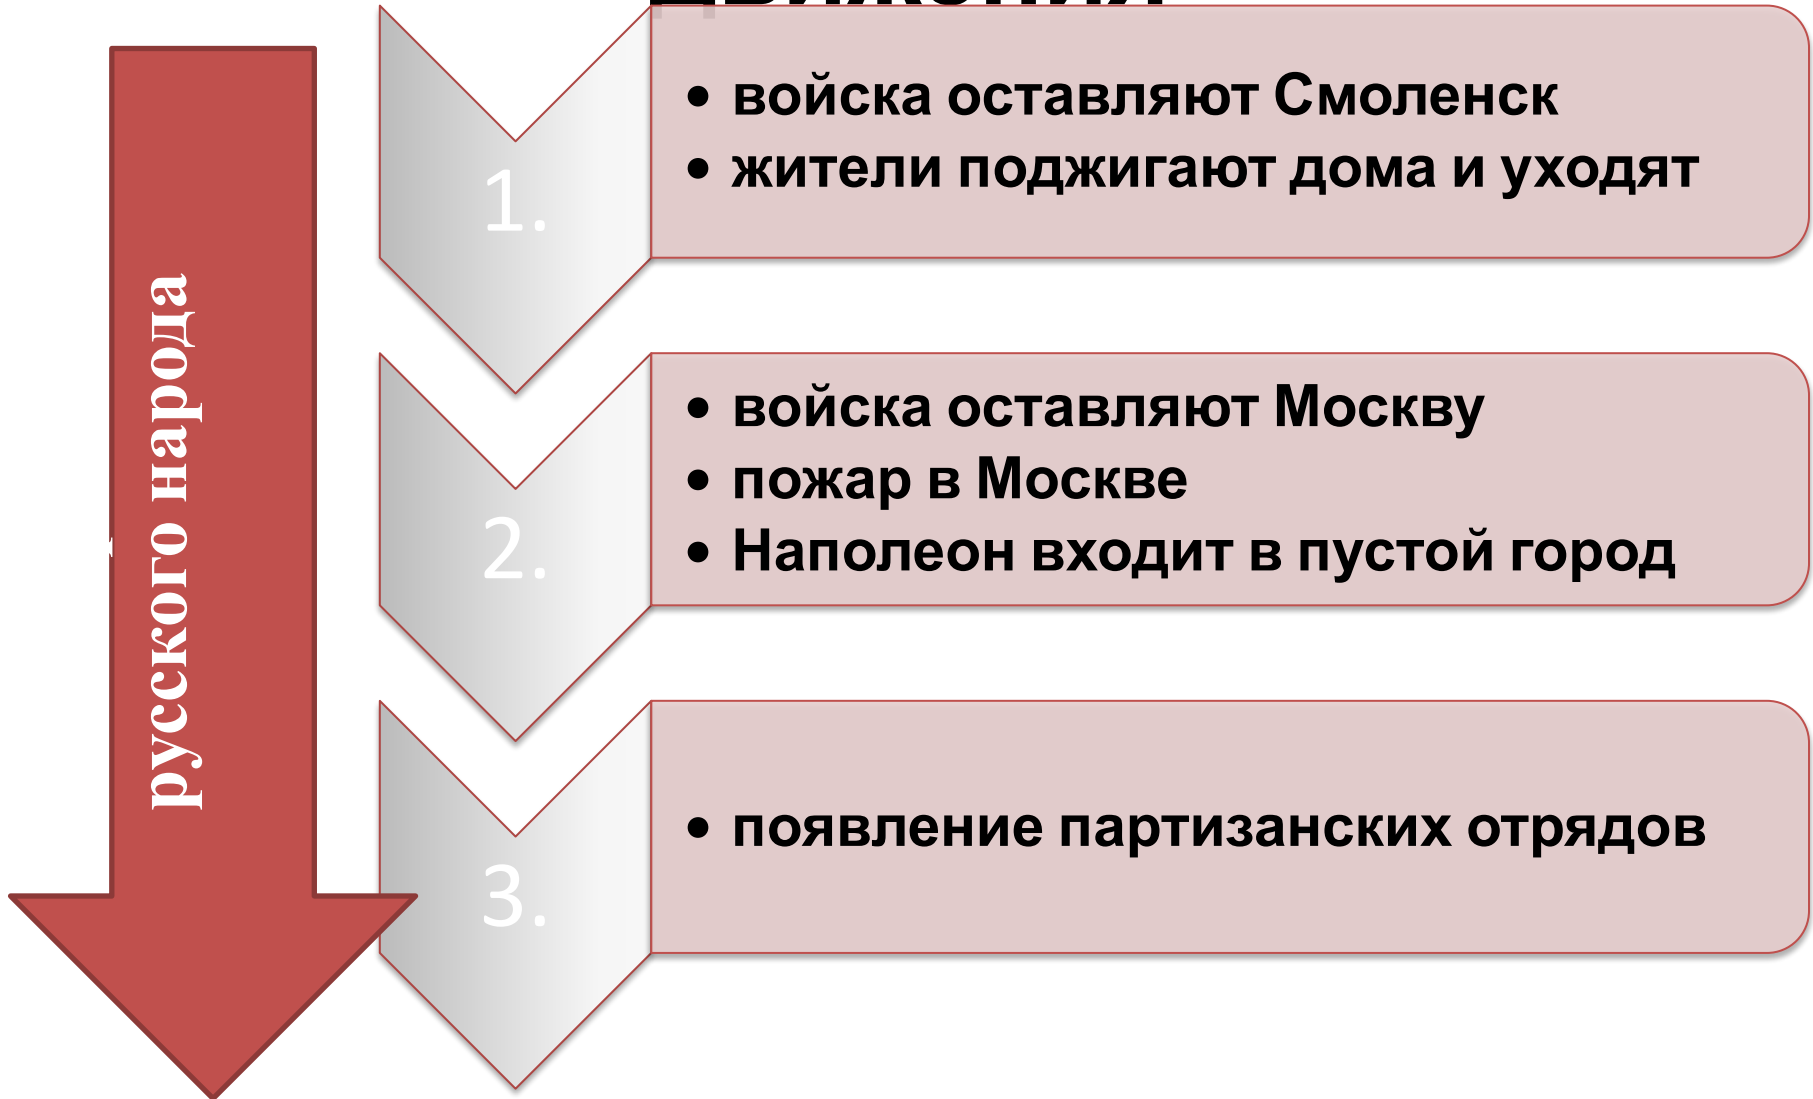 движения
русского народа
1.
• войска оставляют Смоленск
• жители поджигают дома и уходят
2.
• войска оставляют Москву
• пожар в Москве
• Наполеон входит в пустой город
3.
• появление партизанских отрядов